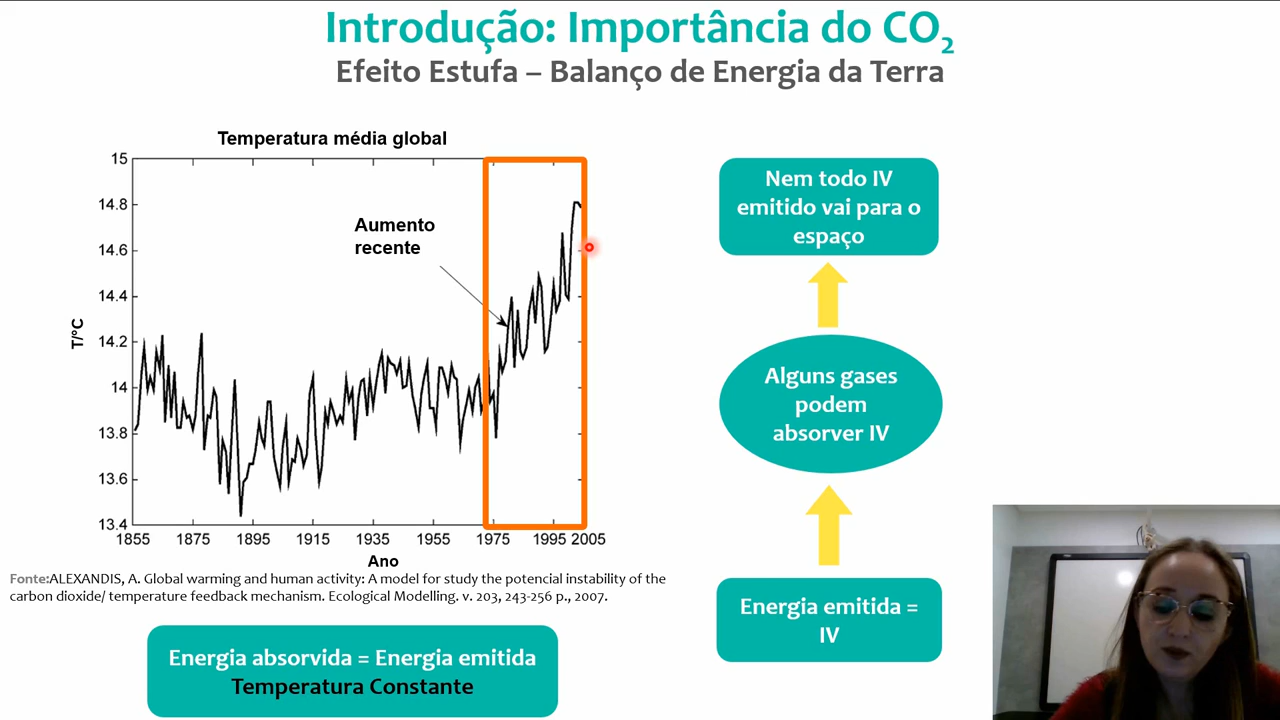 Introdução: Importância do CO2
Efeito Estufa – Balanço de Energia da Terra
Temperatura média global
15
14.8
14.6
14.4
14.2
14
13.8
13.6
13.4
T/°C
Aumento
recente
1855 1875 1895 1915 1935 1955 1975 1995 2005
Ano
Fonte:ALEXANDIS, A. Global warming and human activity: A model for study the potencial instability of the
carbon dioxide/ temperature feedback mechanism. Ecological Modelling. v. 203, 243-256 p., 2007.
Energia absorvida = Energia emitida
Temperatura Constante
Nem todo IV
emitido vai para o
espaço
Alguns gases
podem
absorver IV
Energia emitida =
IV